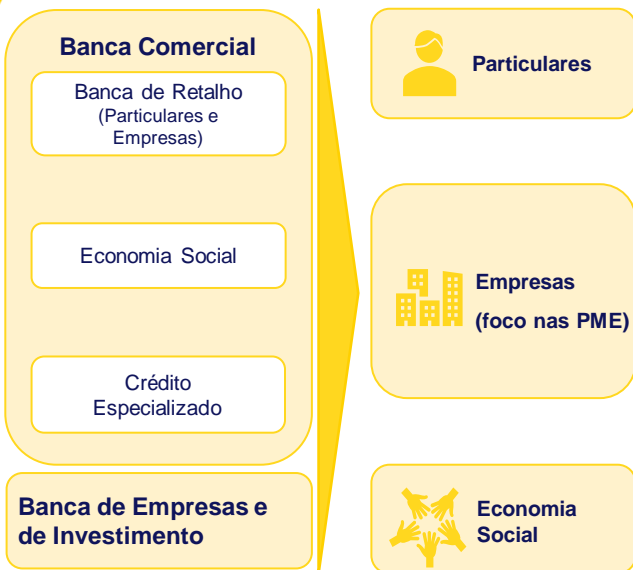 Banca Comercial
Banca de Retalho
(Particulares e
Empresas)
Economia Social
Crédito
Especializado
Banca de Empresas e
de Investimento
Particulares
Empresas
(foco nas PME)
Economia
Social